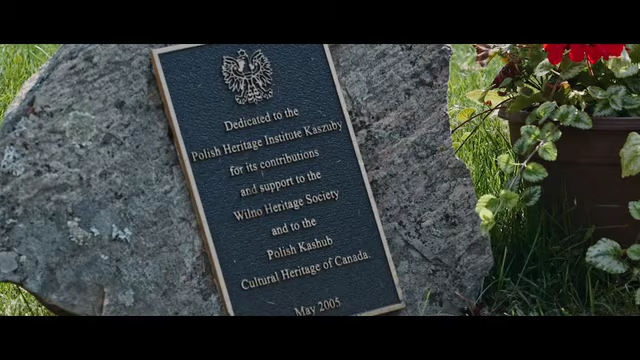 Dedicated to the
Polish Heritage Institute Kaszuby
for its contributions
and support to the
Wilno Heritage Society
and to the
Polish Kashub
Cultural Heritage of Canada.
May 2005